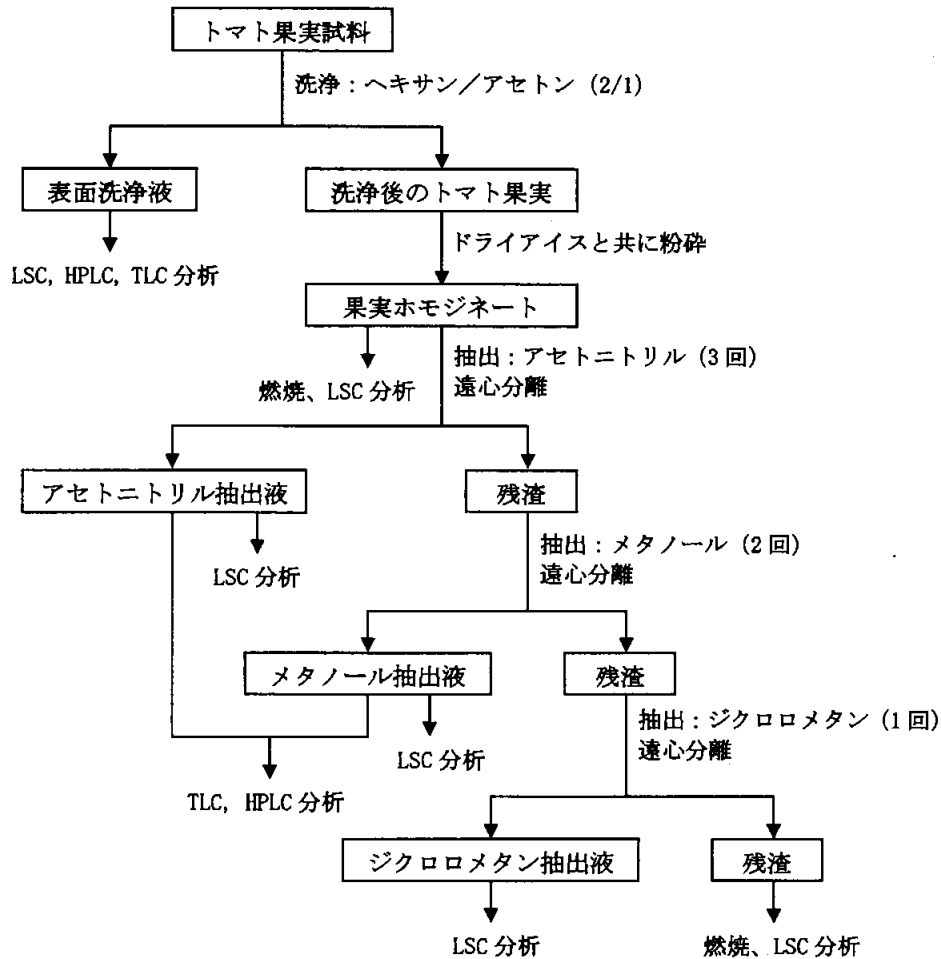 トマト果実試料
洗浄：ヘキサン／アセトン (2/1)
表面洗浄液
洗浄後のトマト果実
LSC, HPLC, TLC 分析
ドライアイスと共に粉砕
果実ホモジネート
燃焼、LSC 分析
抽出：アセトニトリル (3 回)
遠心分離
アセトニトリル抽出液
残渣
LSC 分析
抽出：メタノール (2 回)
遠心分離
メタノール抽出液
残渣
LSC 分析
抽出：ジクロロメタン (1 回)
遠心分離
TLC, HPLC 分析
ジクロロメタン抽出液
残渣
LSC 分析
燃焼、LSC 分析